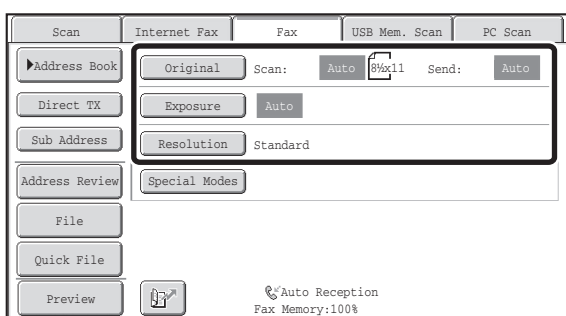 Scan Internet Fax Fax USB Mem. Scan PC Scan
Address Book Original Scan: Auto 8½x11 Send: Auto
Direct TX Exposure Auto
Sub Address Resolution Standard
Address Review Special Modes
File
Quick File
Preview Auto Reception
Fax Memory:100%